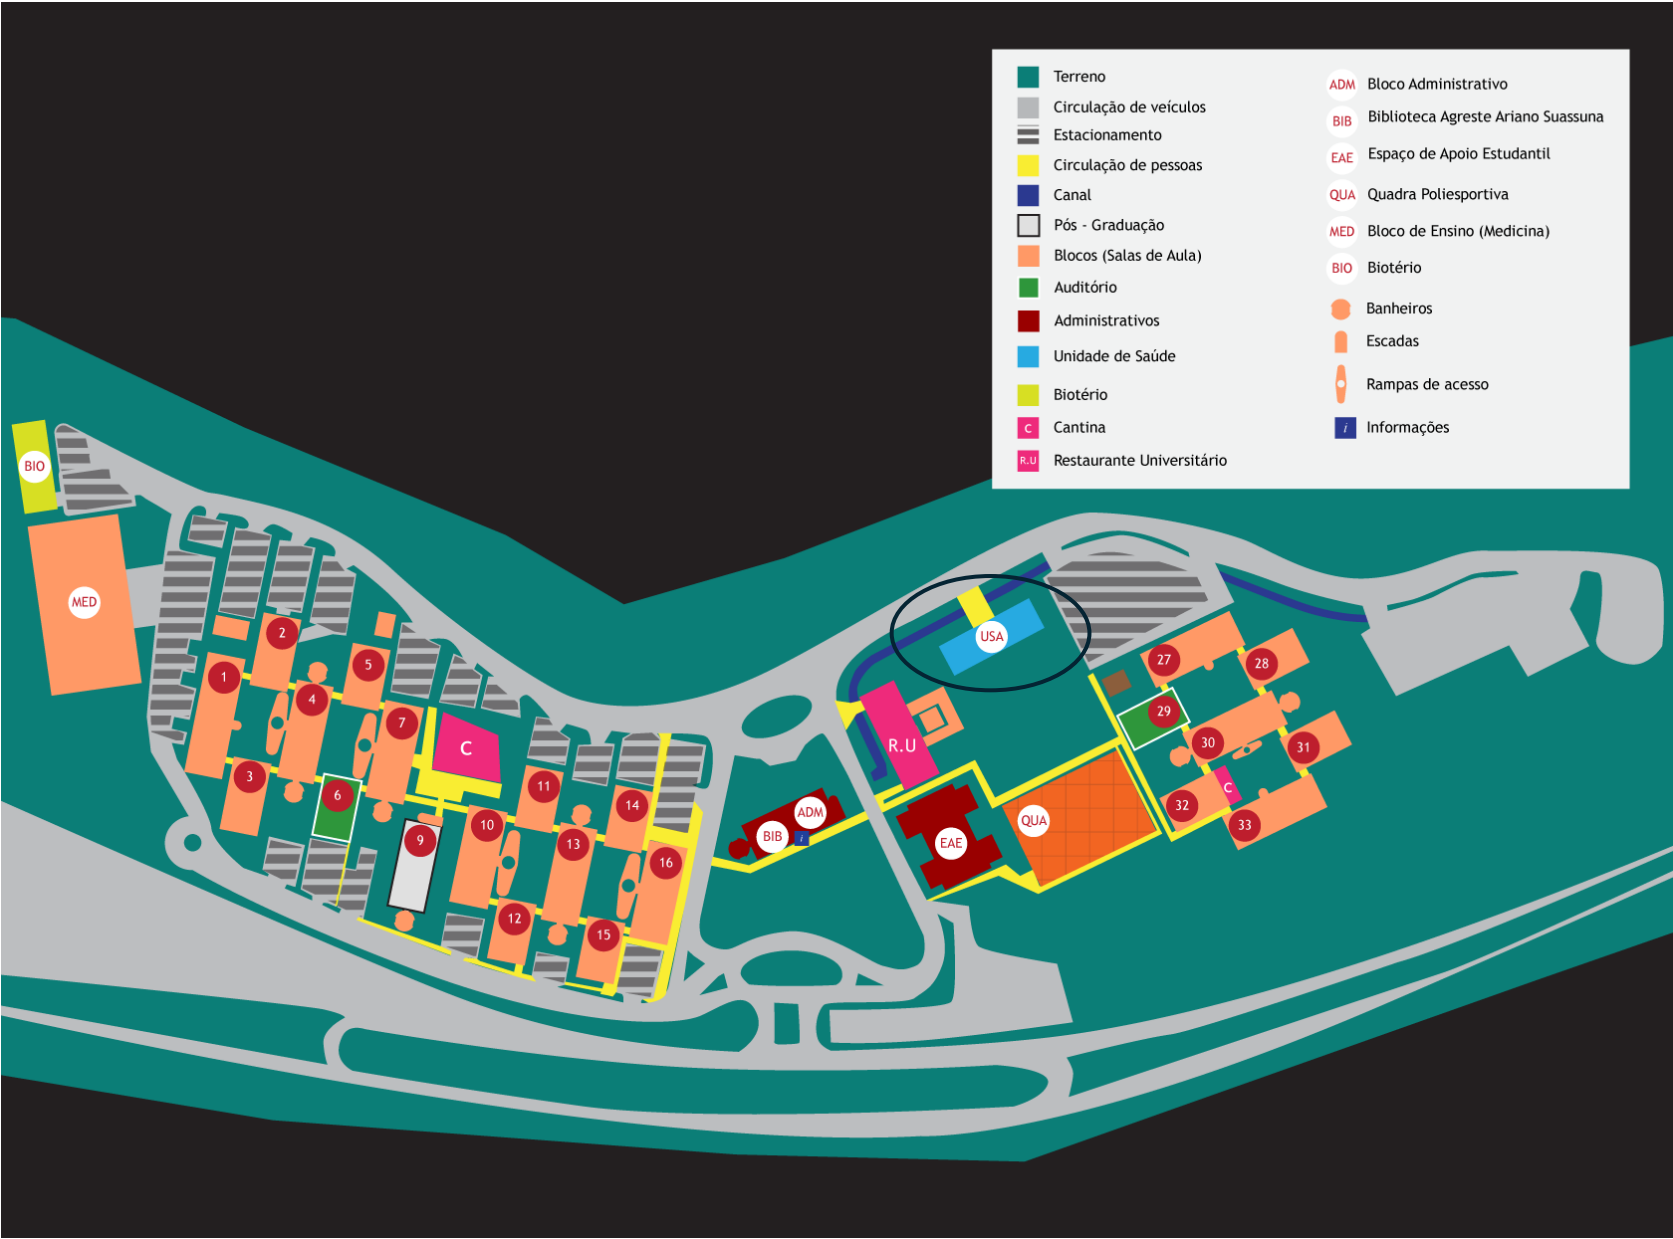 Terreno
Circulação de veículos
Estacionamento
Circulação de pessoas
Canal
Pós - Graduação
Blocos (Salas de Aula)
Auditório
Administrativos
Unidade de Saúde
Biotério
C Cantina
R.U Restaurante Universitário
ADM Bloco Administrativo
BIB Biblioteca Agreste Ariano Suassuna
EAE Espaço de Apoio Estudantil
QUA Quadra Poliesportiva
MED Bloco de Ensino (Medicina)
BIO Biotério
Banheiros
Escadas
Rampas de acesso
i Informações
BIO
MED
1
2
3
4
5
6
7
C
9
10
11
12
13
14
15
16
BIB
ADM
i
R.U
USA
EAE
QUA
27
28
29
30
31
32
C
33